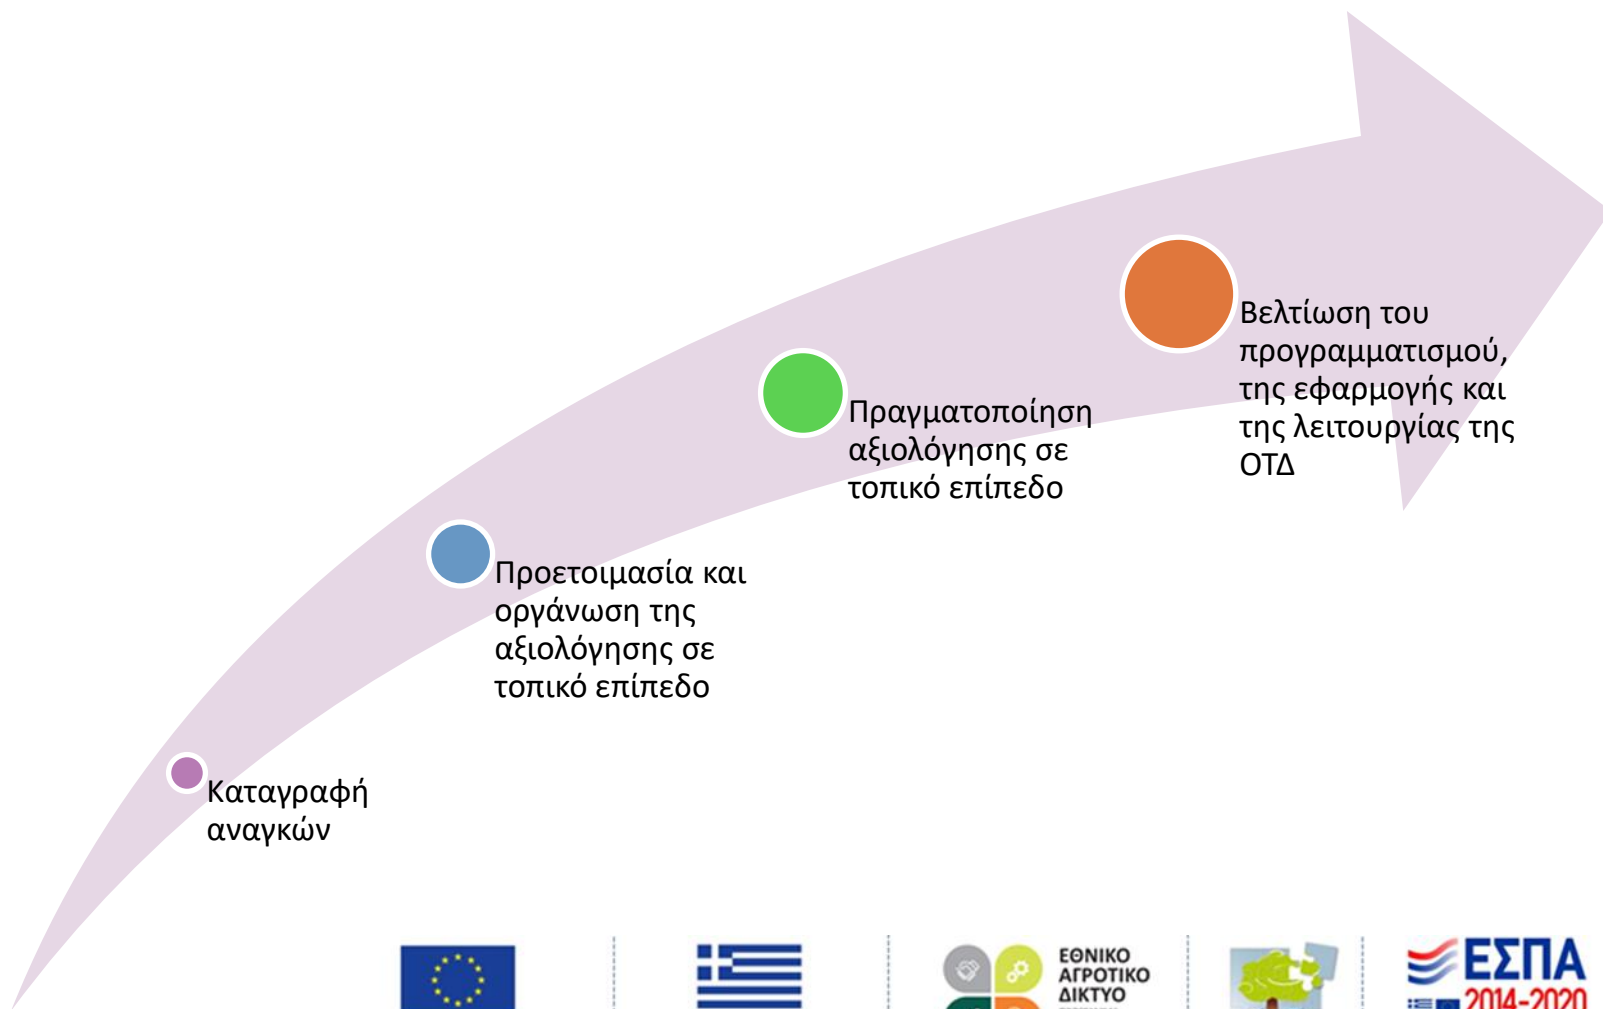 Βελτίωση του
προγραμματισμού,
της εφαρμογής και
της λειτουργίας της
ΟΤΔ
Πραγματοποίηση
αξιολόγησης σε
τοπικό επίπεδο
Προετοιμασία και
οργάνωση της
αξιολόγησης σε
τοπικό επίπεδο
Καταγραφή
αναγκών
ΕΘΝΙΚΟ
ΑΓΡΟΤΙΚΟ
ΔΙΚΤΥΟ
ΕΣΠΑ
2014-2020